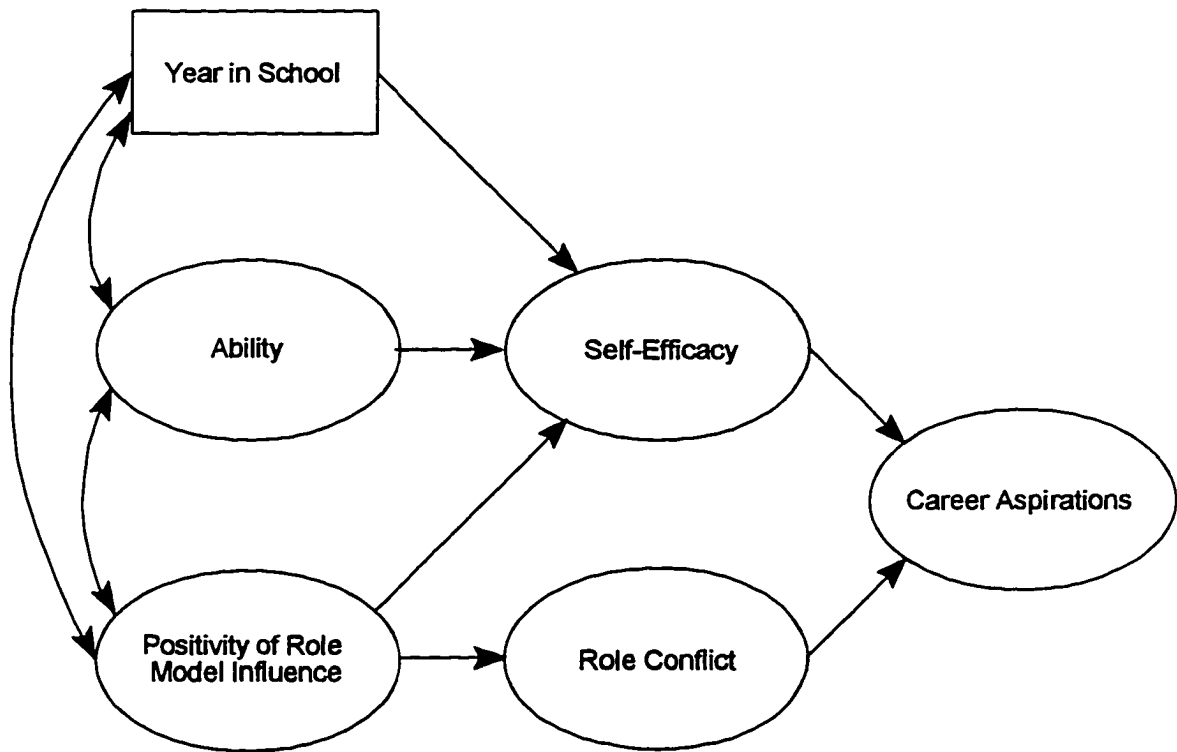 Year in School
Ability
Self-Efficacy
Career Aspirations
Positivity of Role
Model Influence
Role Conflict